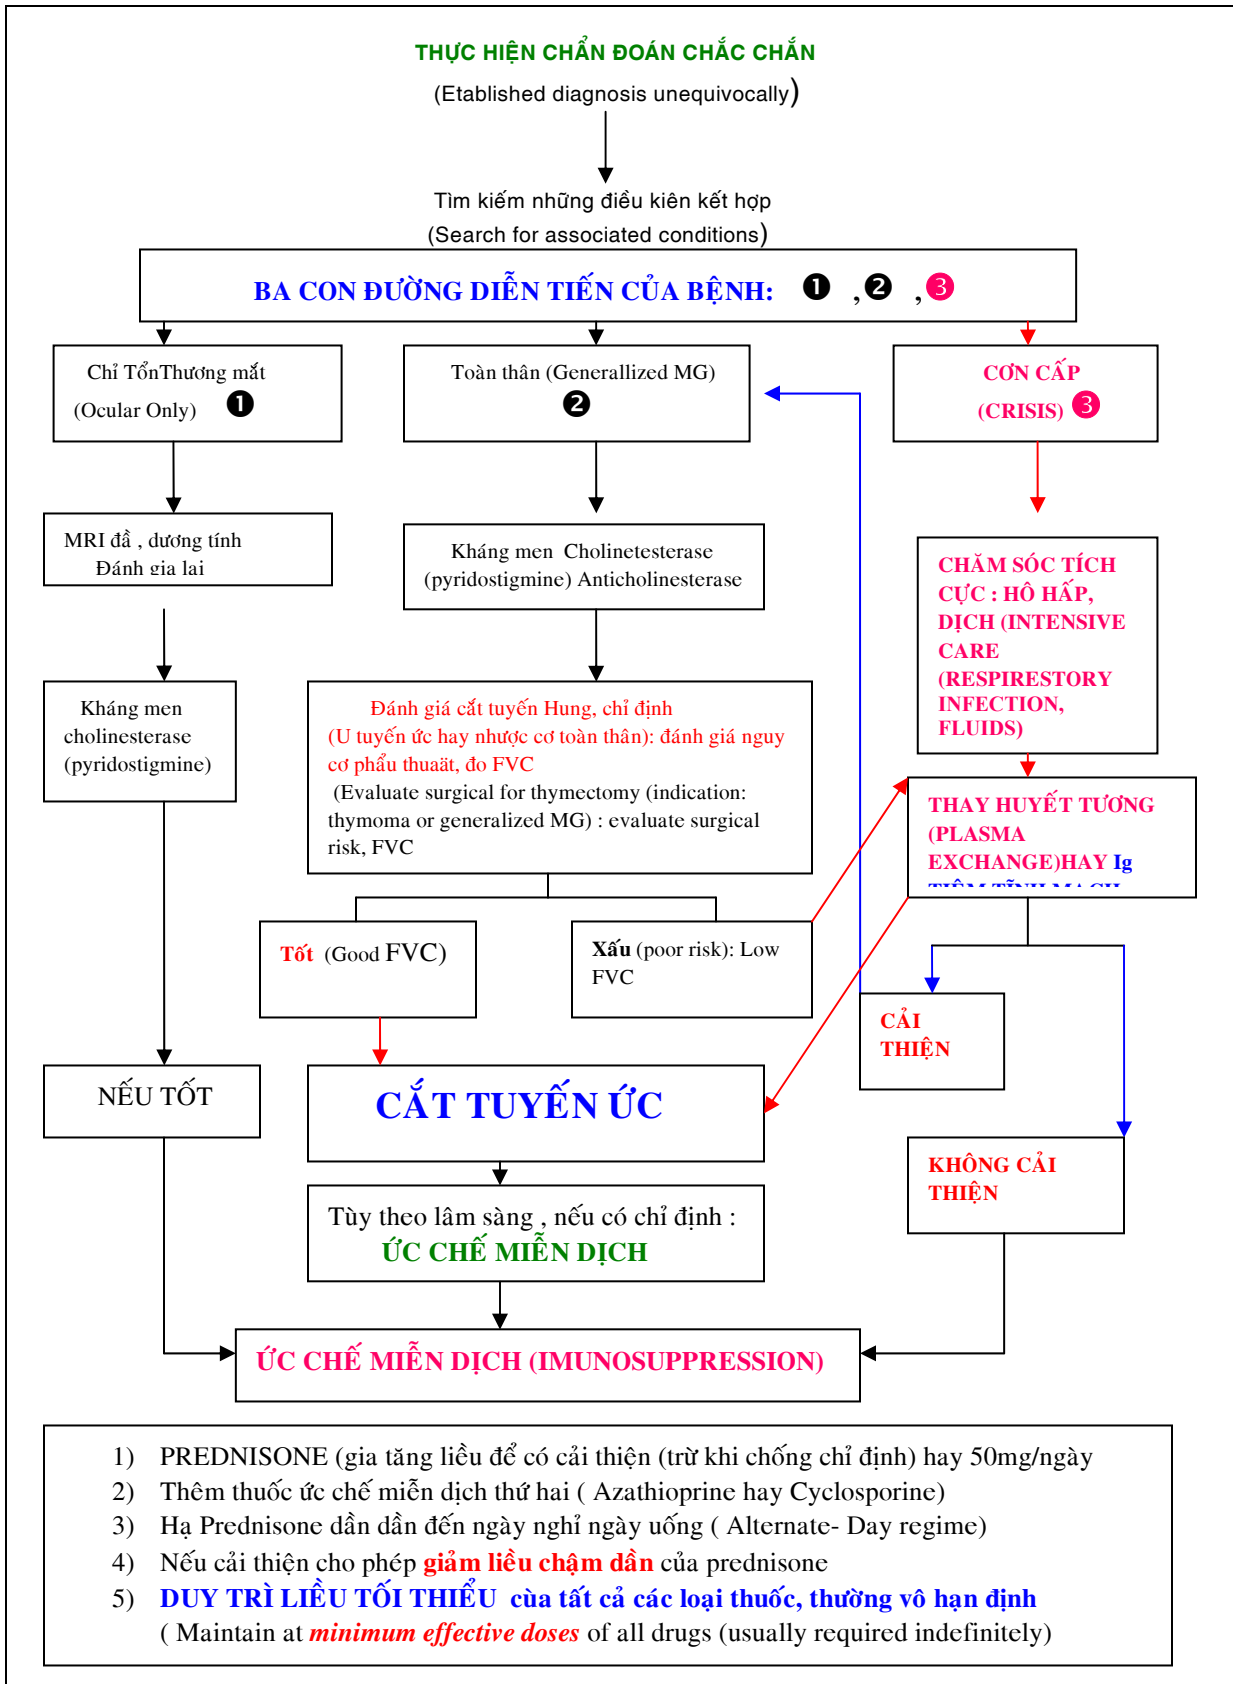 THỰC HIỆN CHẨN ĐOÁN CHẮC CHẮN
(Etablished diagnosis unequivocally)
Tìm kiếm những điều kiên kết hợp
(Search for associated conditions)
BA CON ĐƯỜNG DIỄN TIẾN CỦA BỆNH: ❶ , ❷ , ❸
Chỉ TổnThương mắt
(Ocular Only) ❶
Toàn thân (Generallized MG)
❷
CƠN CẤP
(CRISIS) ❸
MRI đầ , dương tính
Đánh gia lai
Kháng men Cholinetesterase
(pyridostigmine) Anticholinesterase
CHĂM SÓC TÍCH
CỰC : HÔ HẤP,
DỊCH (INTENSIVE
CARE
(RESPIRESTORY
INFECTION,
FLUIDS)
Kháng men
cholinesterase
(pyridostigmine)
Đánh giá cắt tuyến Hung, chỉ định
(U tuyến ức hay nhược cơ toàn thân): đánh giá nguy
cơ phẩu thuaät, đo FVC
(Evaluate surgical for thymectomy (indication:
thymoma or generalized MG) : evaluate surgical
risk, FVC
THAY HUYẾT TƯƠNG
(PLASMA
EXCHANGE)HAY Ig
TIÊM TĨNH MẠCH
Tốt (Good FVC)
Xấu (poor risk): Low
FVC
CẢI
THIỆN
NẾU TỐT
CẮT TUYẾN ỨC
KHÔNG CẢI
THIỆN
Tùy theo lâm sàng , nếu có chỉ định :
ỨC CHẾ MIỄN DỊCH
ỨC CHẾ MIỄN DỊCH (IMUNOSUPPRESSION)
1) PREDNISONE (gia tăng liều để có cải thiện (trừ khi chống chỉ định) hay 50mg/ngày
2) Thêm thuốc ức chế miễn dịch thứ hai ( Azathioprine hay Cyclosporine)
3) Hạ Prednisone dần dần đến ngày nghỉ ngày uống ( Alternate- Day regime)
4) Nếu cải thiện cho phép giảm liều chậm dần của prednisone
5) DUY TRÌ LIỀU TỐI THIỂU cùa tất cả các loại thuốc, thường vô hạn định
( Maintain at minimum effective doses of all drugs (usually required indefinitely)